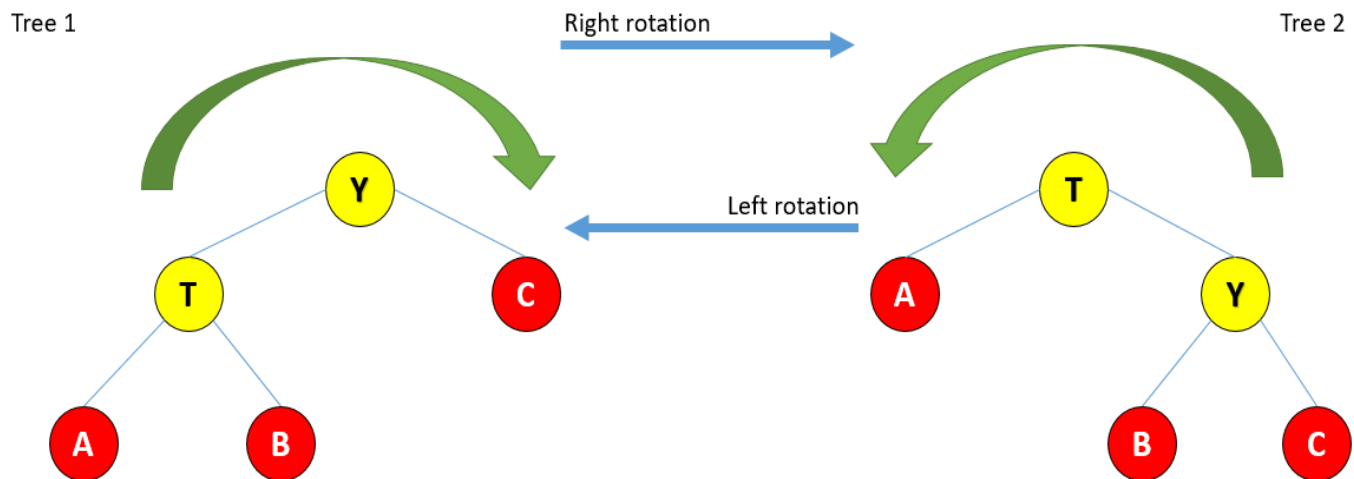 Tree 1
Right rotation
Tree 2
Y
T
Left rotation
T
C
A
Y
A
B
B
C